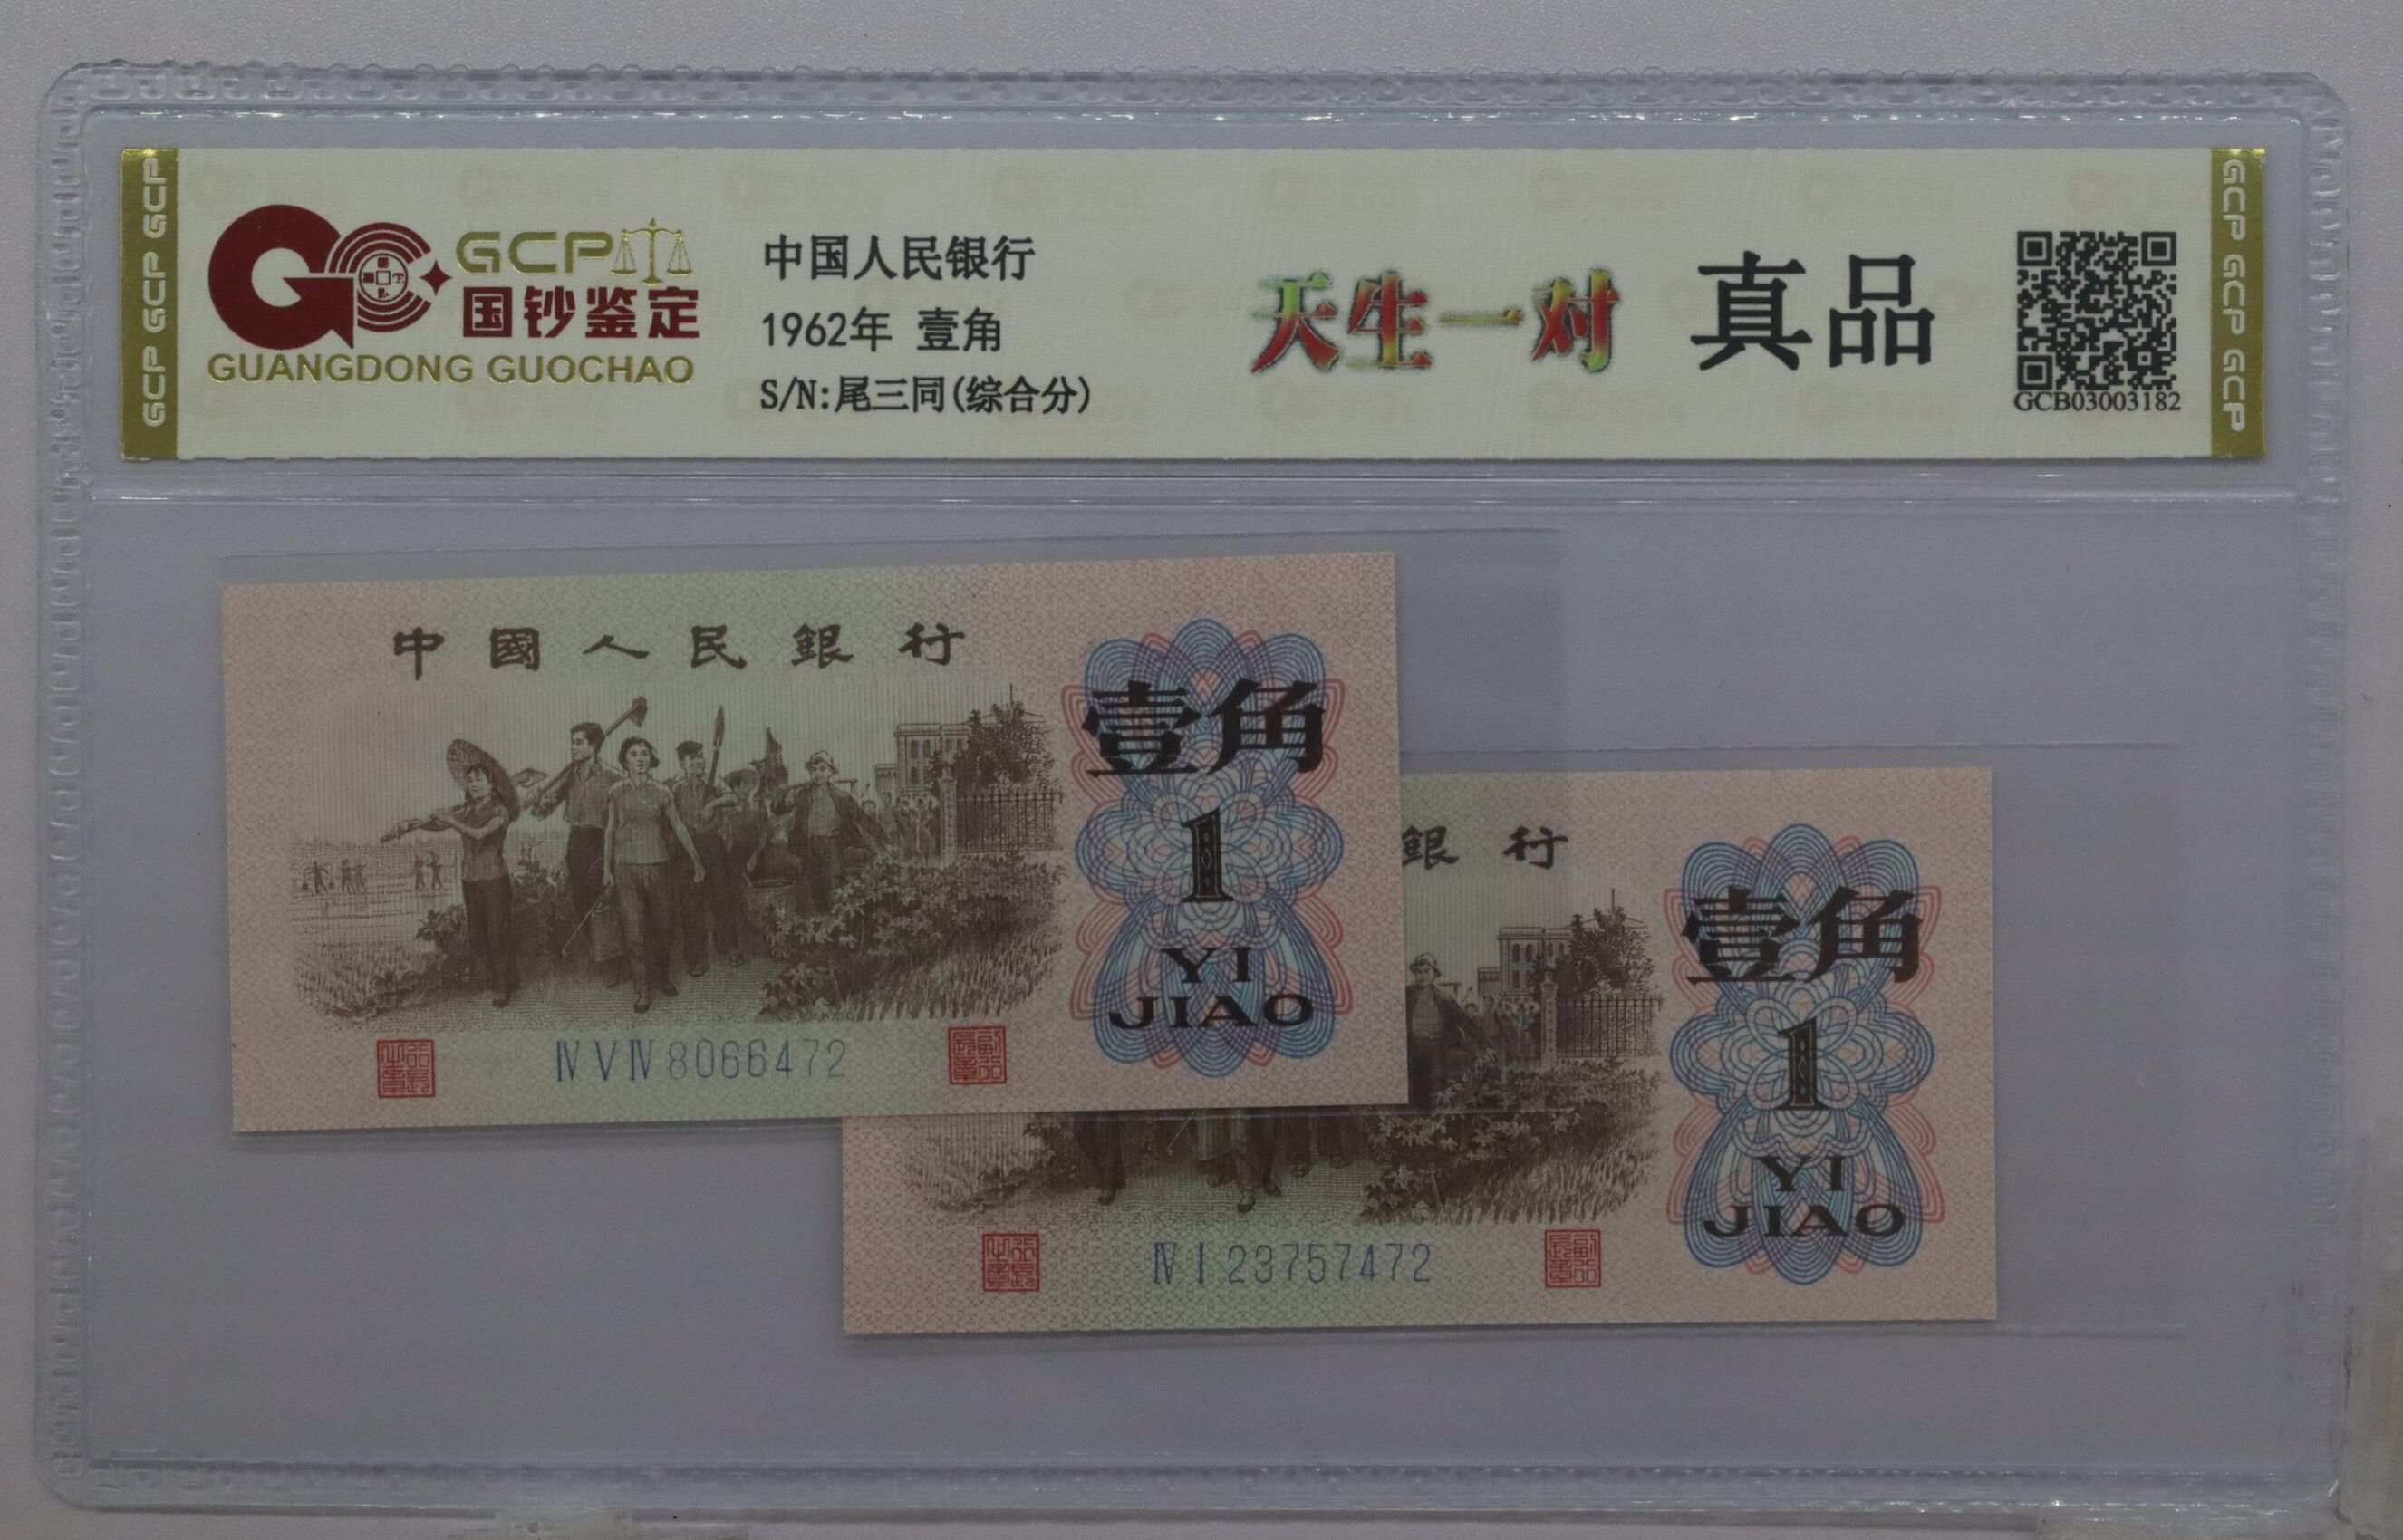 GCP GCP GCP
GCP
国钞鉴定
GUANGDONG GUOCHAO
中国人民银行
1962年 壹角
S/N:尾三同(综合分)
天生一对
真品
GCB03003182
GCP GCP GCP
中國人民銀行
壹角
1
YI
JIAO
ⅣⅤⅣ8066472
銀行
壹角
1
YI
JIAO
ⅣⅠ23757472